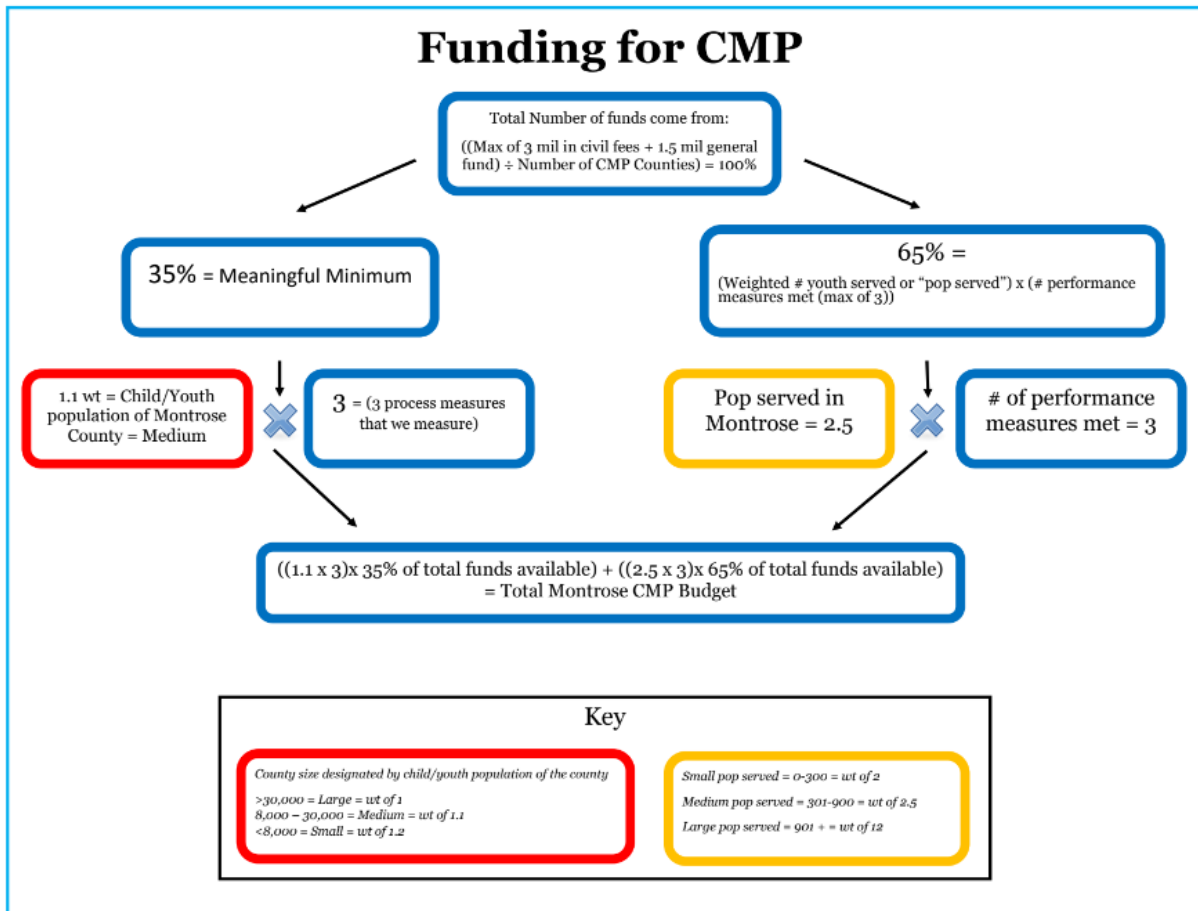 Funding for CMP
Total Number of funds come from:
((Max of 3 mil in civil fees + 1.5 mil general
fund) ÷ Number of CMP Counties) = 100%
35% = Meaningful Minimum
65% =
(Weighted # youth served or “pop served”) x (# performance
measures met (max of 3))
1.1 wt = Child/Youth
population of Montrose
County = Medium
3 = (3 process measures
that we measure)
Pop served in
Montrose = 2.5
# of performance
measures met = 3
((1.1 x 3)x 35% of total funds available) + ((2.5 x 3)x 65% of total funds available)
= Total Montrose CMP Budget
Key
County size designated by child/youth population of the county
>30,000 = Large = wt of 1
8,000 – 30,000 = Medium = wt of 1.1
<8,000 = Small = wt of 1.2
Small pop served = 0-300 = wt of 2
Medium pop served = 301-900 = wt of 2.5
Large pop served = 901 + = wt of 12